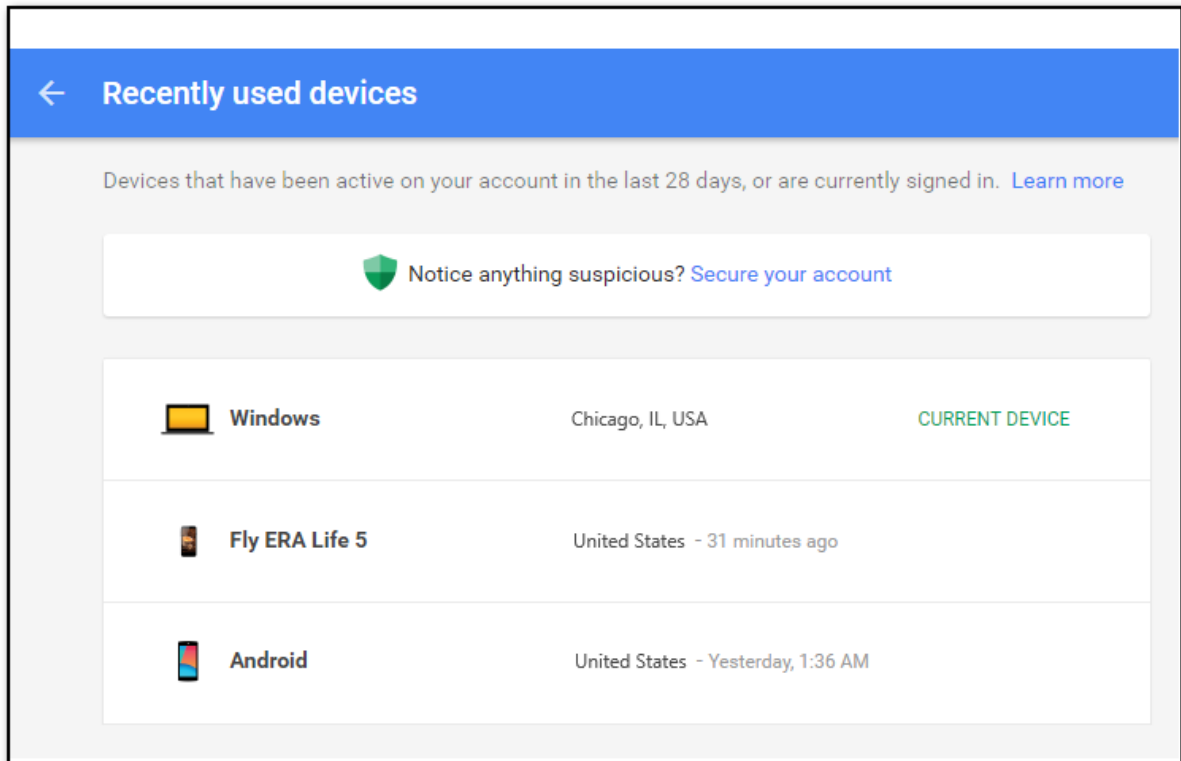 Recently used devices
Devices that have been active on your account in the last 28 days, or are currently signed in. Learn more
Notice anything suspicious? Secure your account
Windows Chicago, IL, USA CURRENT DEVICE
Fly ERA Life 5 United States - 31 minutes ago
Android United States - Yesterday, 1:36 AM